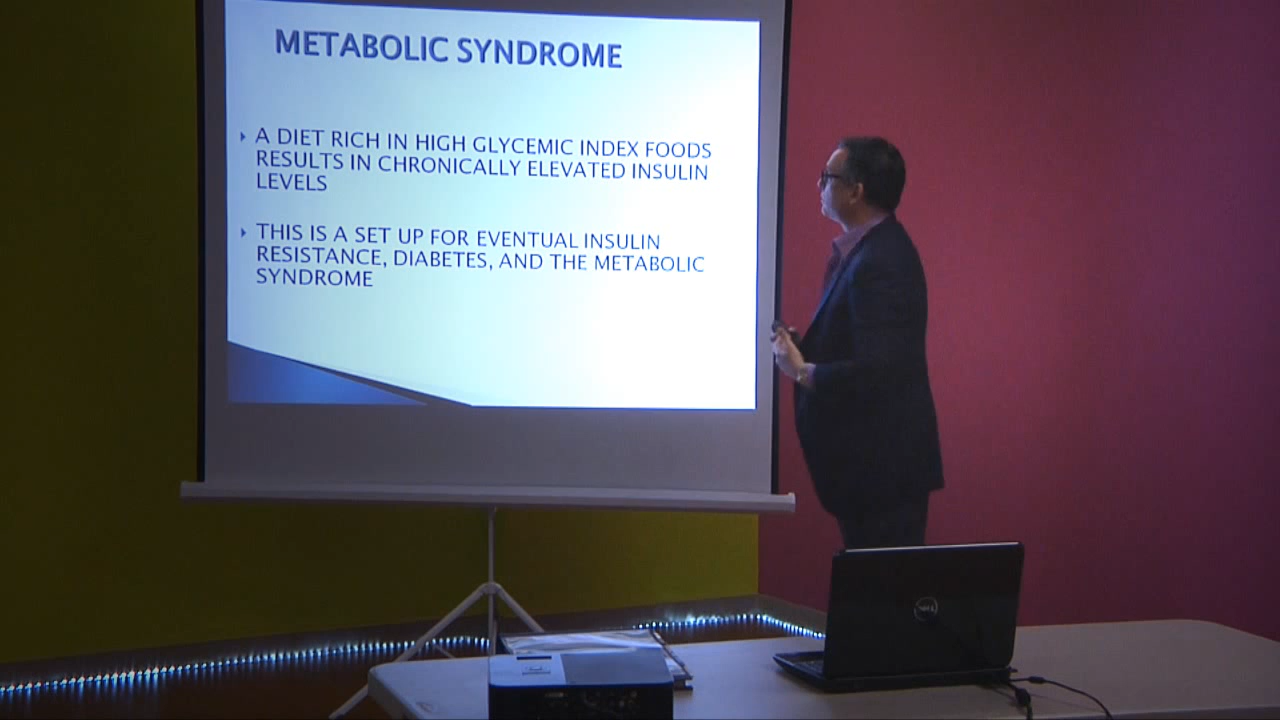 METABOLIC SYNDROME
A DIET RICH IN HIGH GLYCEMIC INDEX FOODS
RESULTS IN CHRONICALLY ELEVATED INSULIN
LEVELS
THIS IS A SET UP FOR EVENTUAL INSULIN
RESISTANCE, DIABETES, AND THE METABOLIC
SYNDROME
DELL